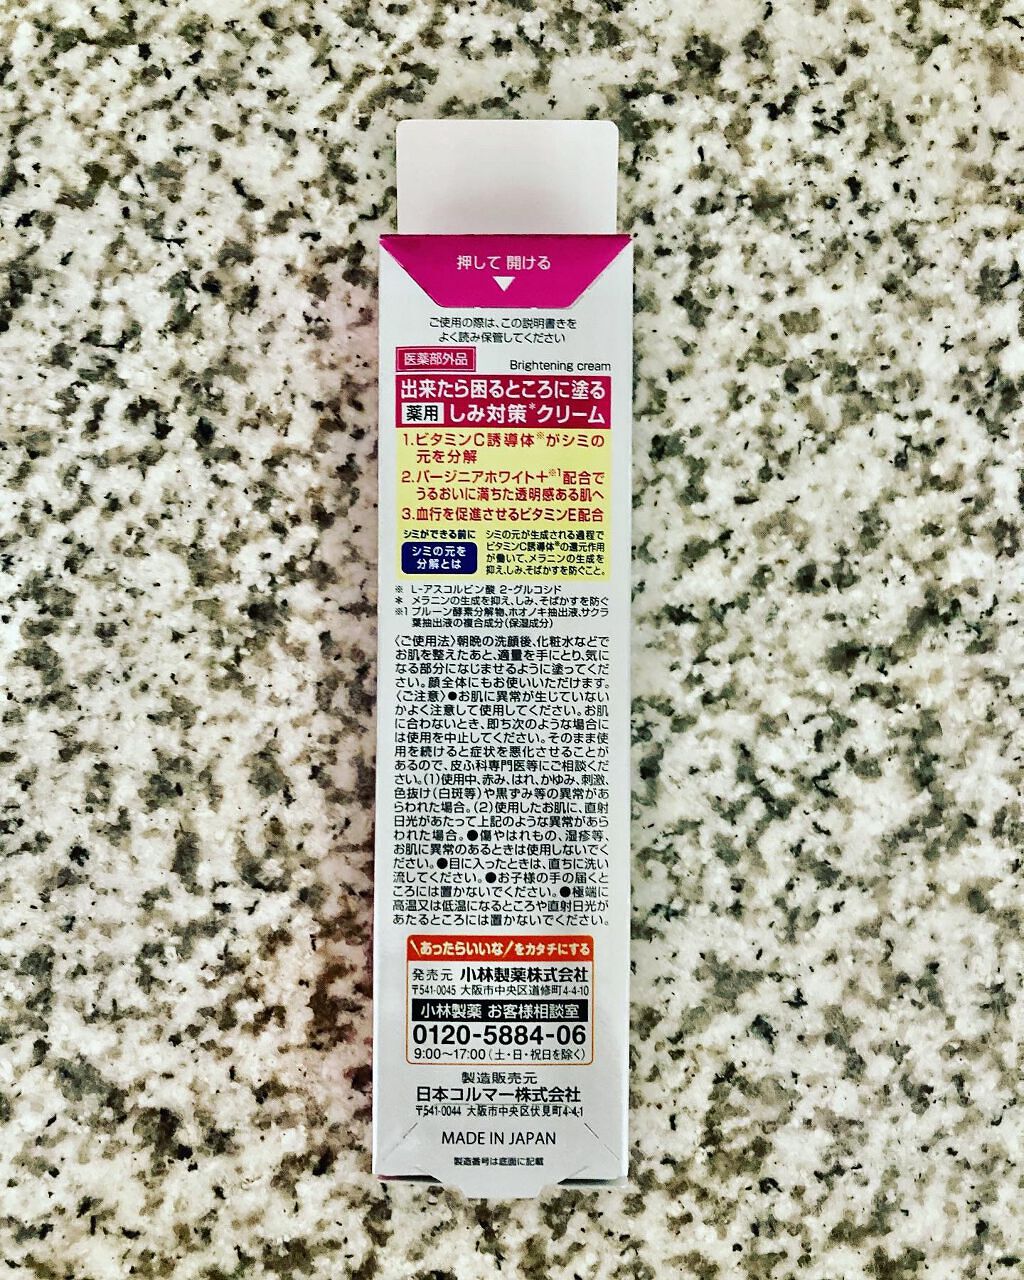 押して 開ける
ご使用の際は、この説明書きを
よく読み保管してください
医薬部外品 Brightening cream
出来たら困るところに塗る
薬用 しみ対策*クリーム
1.ビタミンC誘導体※がシミの
元を分解
2.バージニアホワイト+※1配合で
うるおいに満ちた透明感ある肌へ
3.血行を促進させるビタミンE配合
シミができる前に
シミの元を
分解とは
シミの元が生成される過程で
ビタミンC誘導体※の還元作用
が働いて、メラニンの生成を
抑え、しみ、そばかすを防ぐこと。
※ L-アスコルビン酸 2-グルコシド
* メラニンの生成を抑え、しみ、そばかすを防ぐ
※1 プルーン酵素分解物、ホオノキ抽出液、サクラ
葉抽出液の複合成分(保湿成分)
〈ご使用法〉朝晩の洗顔後、化粧水などで
お肌を整えたあと、適量を手にとり、気に
なる部分になじませるように塗ってくだ
さい。顔全体にもお使いいただけます。
〈ご注意〉●お肌に異常が生じていない
かよく注意して使用してください。お肌
に合わないとき、即ち次のような場合に
は使用を中止してください。そのまま使
用を続けると症状を悪化させることが
あるので、皮ふ科専門医等にご相談くだ
さい。(1)使用中、赤み、はれ、かゆみ、刺激、
色抜け(白斑等)や黒ずみ等の異常があ
らわれた場合。(2)使用したお肌に、直射
日光があたって上記のような異常があら
われた場合。●傷やはれもの、湿疹等、
お肌に異常のあるときは使用しないでく
ださい。●目に入ったときは、直ちに洗い
流してください。●お子様の手の届くと
ころには置かないでください。●極端に
高温又は低温になるところや直射日光が
あたるところには置かないでください。
\あったらいいな/をカタチにする
発売元 小林製薬株式会社
〒541-0045 大阪市中央区道修町4-4-10
小林製薬 お客様相談室
0120-5884-06
9:00~17:00(土・日・祝日を除く)
製造販売元
日本コルマー株式会社
〒541-0044 大阪市中央区伏見町4-4-1
MADE IN JAPAN
製造番号は底面に記載